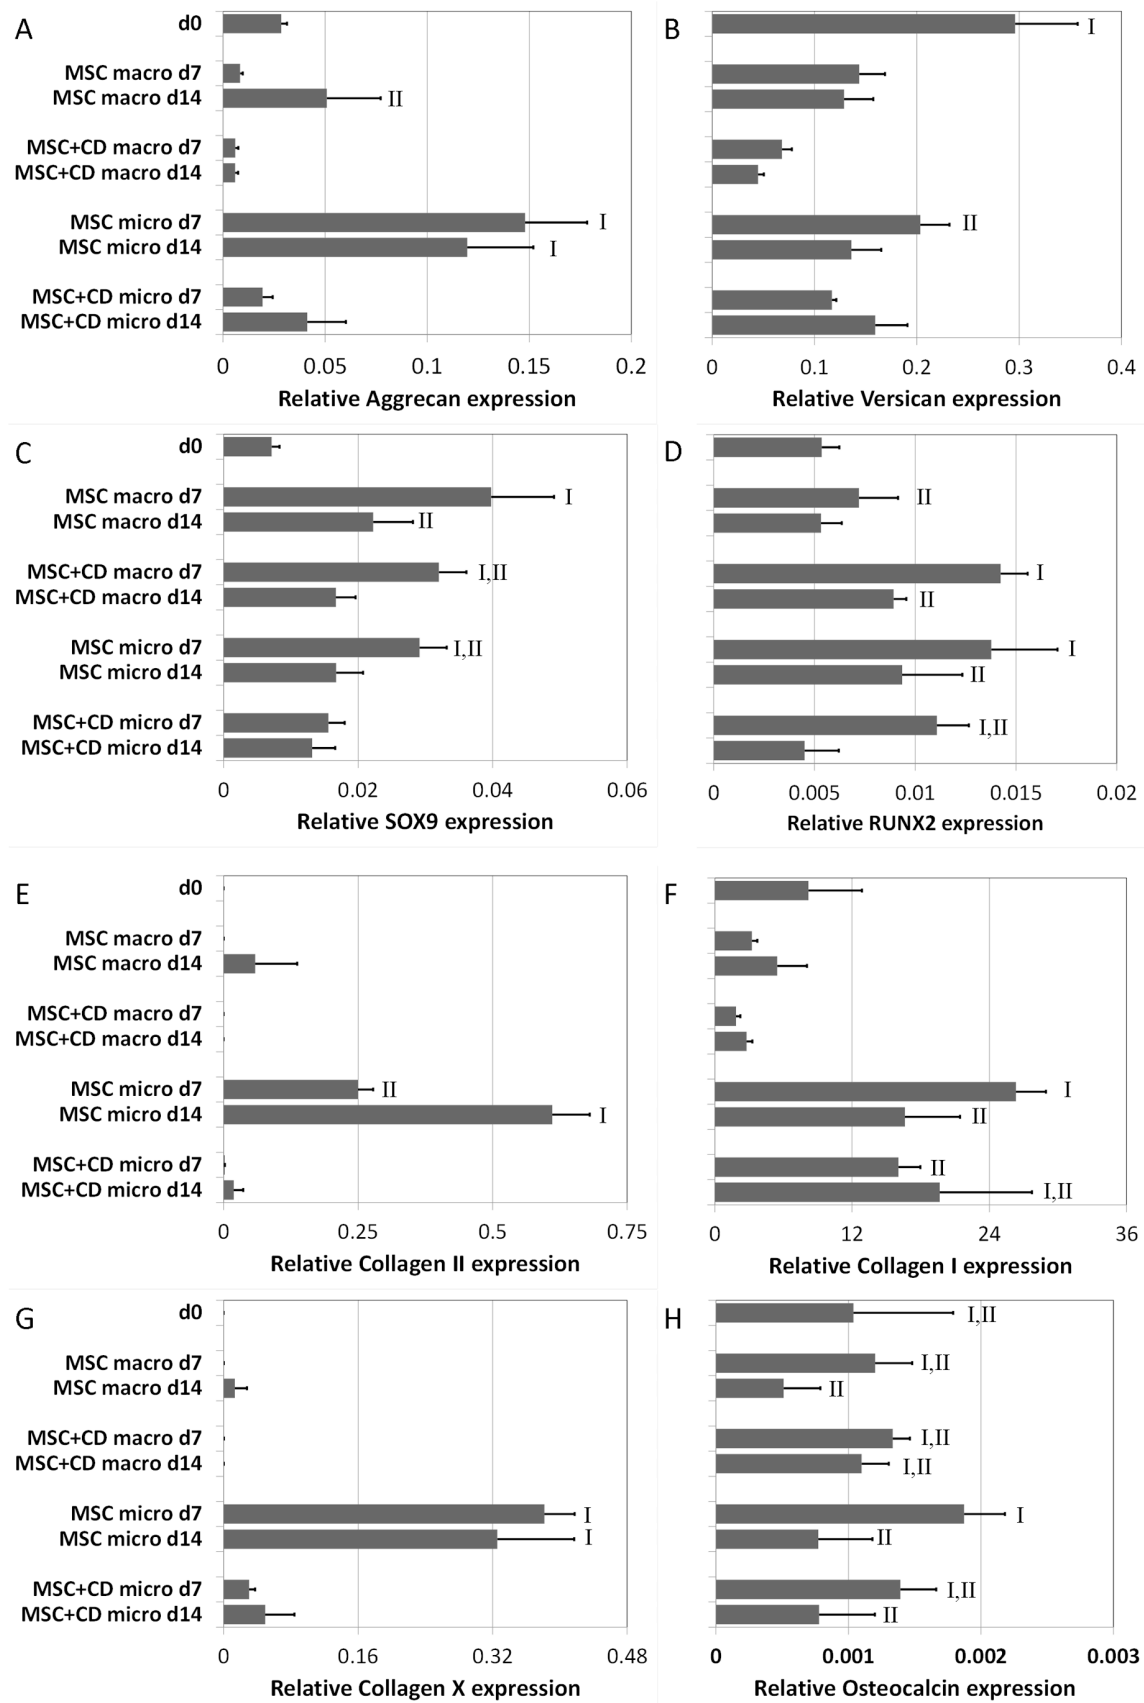 A
d0
MSC macro d7
MSC macro d14
II
MSC+CD macro d7
MSC+CD macro d14
MSC micro d7
I
MSC micro d14
I
MSC+CD micro d7
MSC+CD micro d14
0 0.05 0.1 0.15 0.2
Relative Aggrecan expression
B
I
II
0 0.1 0.2 0.3 0.4
Relative Versican expression
C
d0
MSC macro d7
I
MSC macro d14
II
MSC+CD macro d7
I,II
MSC+CD macro d14
MSC micro d7
I,II
MSC micro d14
MSC+CD micro d7
MSC+CD micro d14
0 0.02 0.04 0.06
Relative SOX9 expression
D
II
I
II
I
II
I,II
0 0.005 0.01 0.015 0.02
Relative RUNX2 expression
E
d0
MSC macro d7
MSC macro d14
MSC+CD macro d7
MSC+CD macro d14
MSC micro d7
II
MSC micro d14
I
MSC+CD micro d7
MSC+CD micro d14
0 0.25 0.5 0.75
Relative Collagen II expression
F
I
II
II
I,II
0 12 24 36
Relative Collagen I expression
G
d0
MSC macro d7
MSC macro d14
MSC+CD macro d7
MSC+CD macro d14
MSC micro d7
I
MSC micro d14
I
MSC+CD micro d7
MSC+CD micro d14
0 0.16 0.32 0.48
Relative Collagen X expression
H
I,II
I,II
II
I,II
I,II
I
II
I,II
II
0 0.001 0.002 0.003
Relative Osteocalcin expression